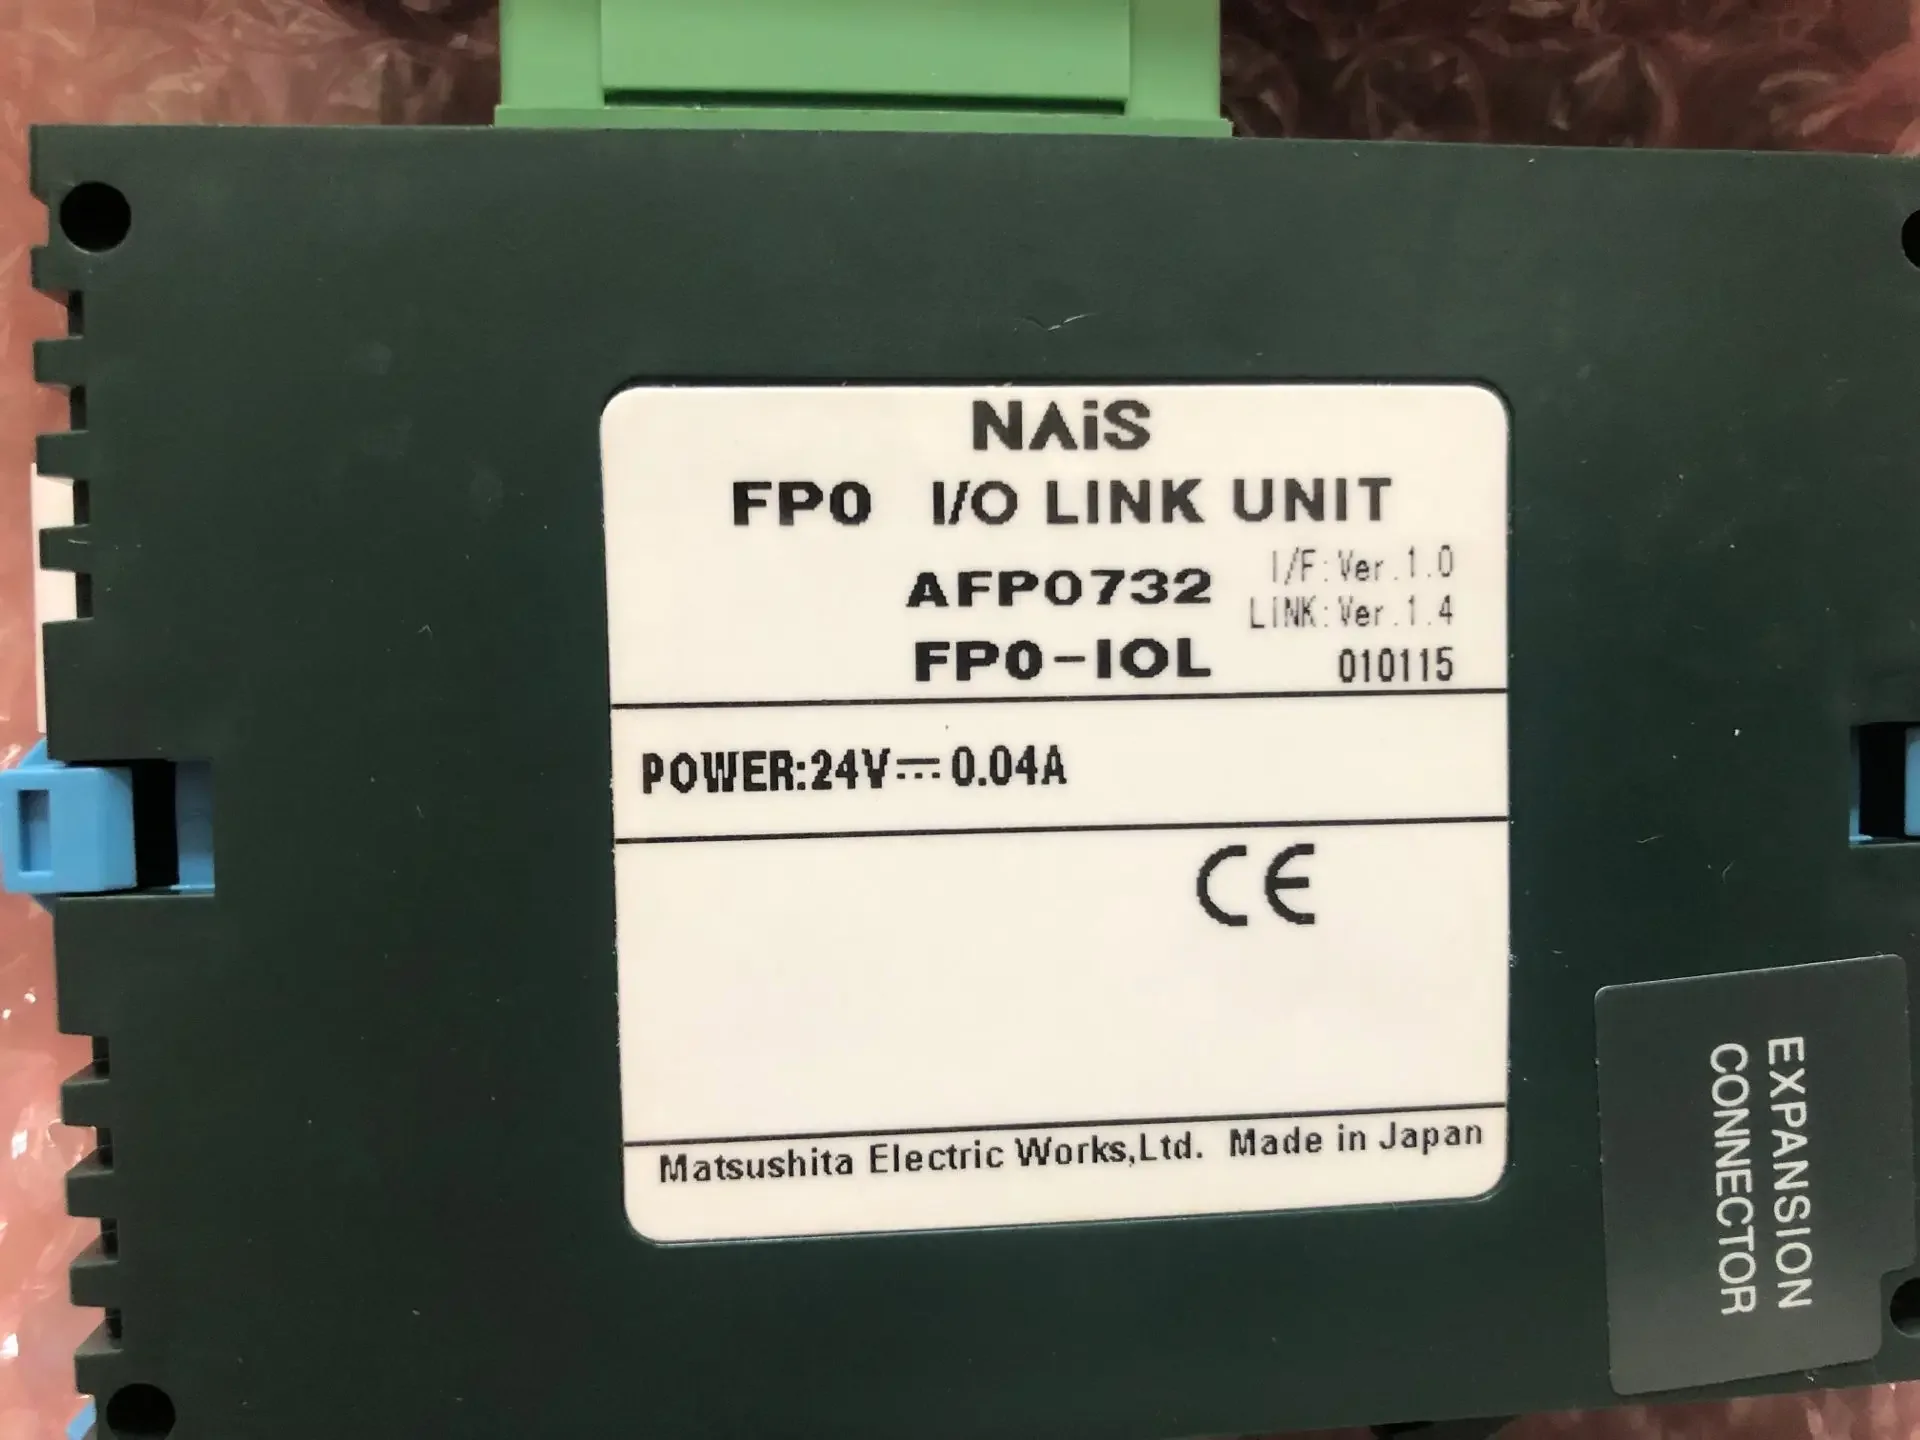 NAiS
FP0 I/O LINK UNIT
AFP0732
I/F:Ver.1.0
LINK:Ver.1.4
FP0-IOL
010115
POWER:24V⎓0.04A
CE
Matsushita Electric Works,Ltd. Made in Japan
EXPANSION
CONNECTOR